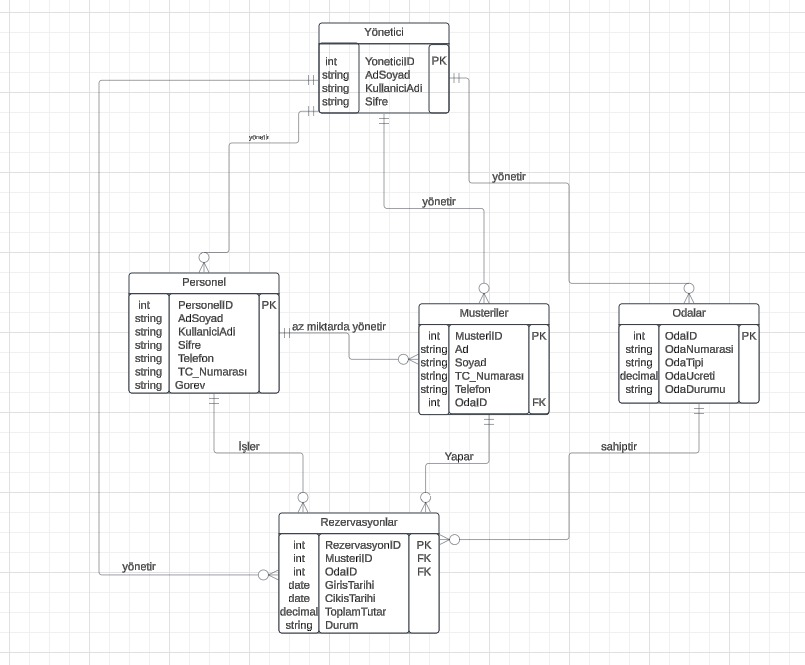 Yönetici
int YoneticiID PK
string AdSoyad
string KullaniciAdi
string Sifre
yönetir
yönetir
yönetir
Personel
int PersonelID PK
string AdSoyad
string KullaniciAdi
string Sifre
string Telefon
string TC_Numarası
string Gorev
az miktarda yönetir
Musteriler
int MusteriID PK
string Ad
string Soyad
string TC_Numarası
string Telefon
int OdaID FK
Odalar
int OdaID PK
string OdaNumarasi
string OdaTipi
decimal OdaUcreti
string OdaDurumu
İşler
Yapar
sahiptir
yönetir
Rezervasyonlar
int RezervasyonID PK
int MusteriID FK
int OdaID FK
date GirisTarihi
date CikisTarihi
decimal ToplamTutar
string Durum